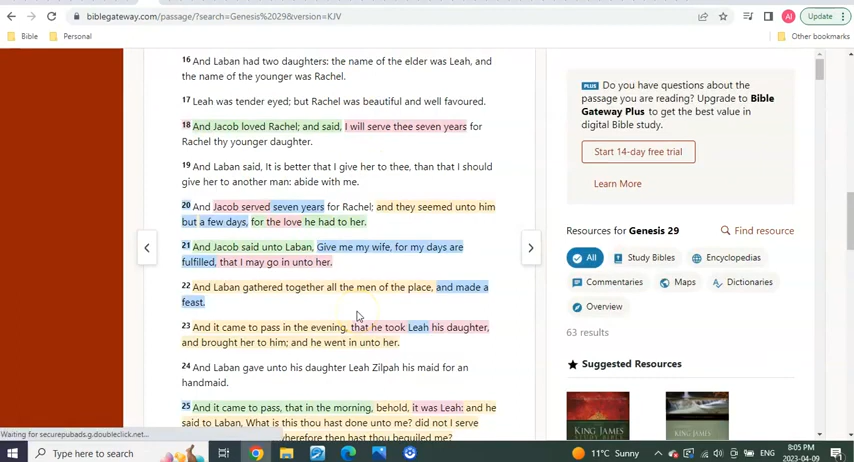 biblegateway.com/passage/?search=Genesis%2029&version=KJV
AI
Update
Bible
Personal
Other bookmarks
16 And Laban had two daughters: the name of the elder was Leah, and
the name of the younger was Rachel.
17 Leah was tender eyed; but Rachel was beautiful and well favoured.
18 And Jacob loved Rachel; and said, I will serve thee seven years for
Rachel thy younger daughter.
19 And Laban said, It is better that I give her to thee, than that I should
give her to another man: abide with me.
20 And Jacob served seven years for Rachel; and they seemed unto him
but a few days, for the love he had to her.
21 And Jacob said unto Laban, Give me my wife, for my days are
fulfilled, that I may go in unto her.
22 And Laban gathered together all the men of the place, and made a
feast.
23 And it came to pass in the evening, that he took Leah his daughter,
and brought her to him; and he went in unto her.
24 And Laban gave unto his daughter Leah Zilpah his maid for an
handmaid.
25 And it came to pass, that in the morning, behold, it was Leah: and he
said to Laban, What is this thou hast done unto me? did not I serve
wherefore then hast thou beguiled me?
Waiting for securepubads.g.doubleclick.net...
PLUS Do you have questions about the
passage you are reading? Upgrade to Bible
Gateway Plus to get the best value in
digital Bible study.
Start 14-day free trial
Learn More
Resources for Genesis 29
Find resource
All
Study Bibles
Encyclopedias
Commentaries
Maps
Dictionaries
Overview
63 results
Suggested Resources
KING JAMES
KING JAMES
Type here to search
11°C Sunny
ENG
8:05 PM
2023-04-09